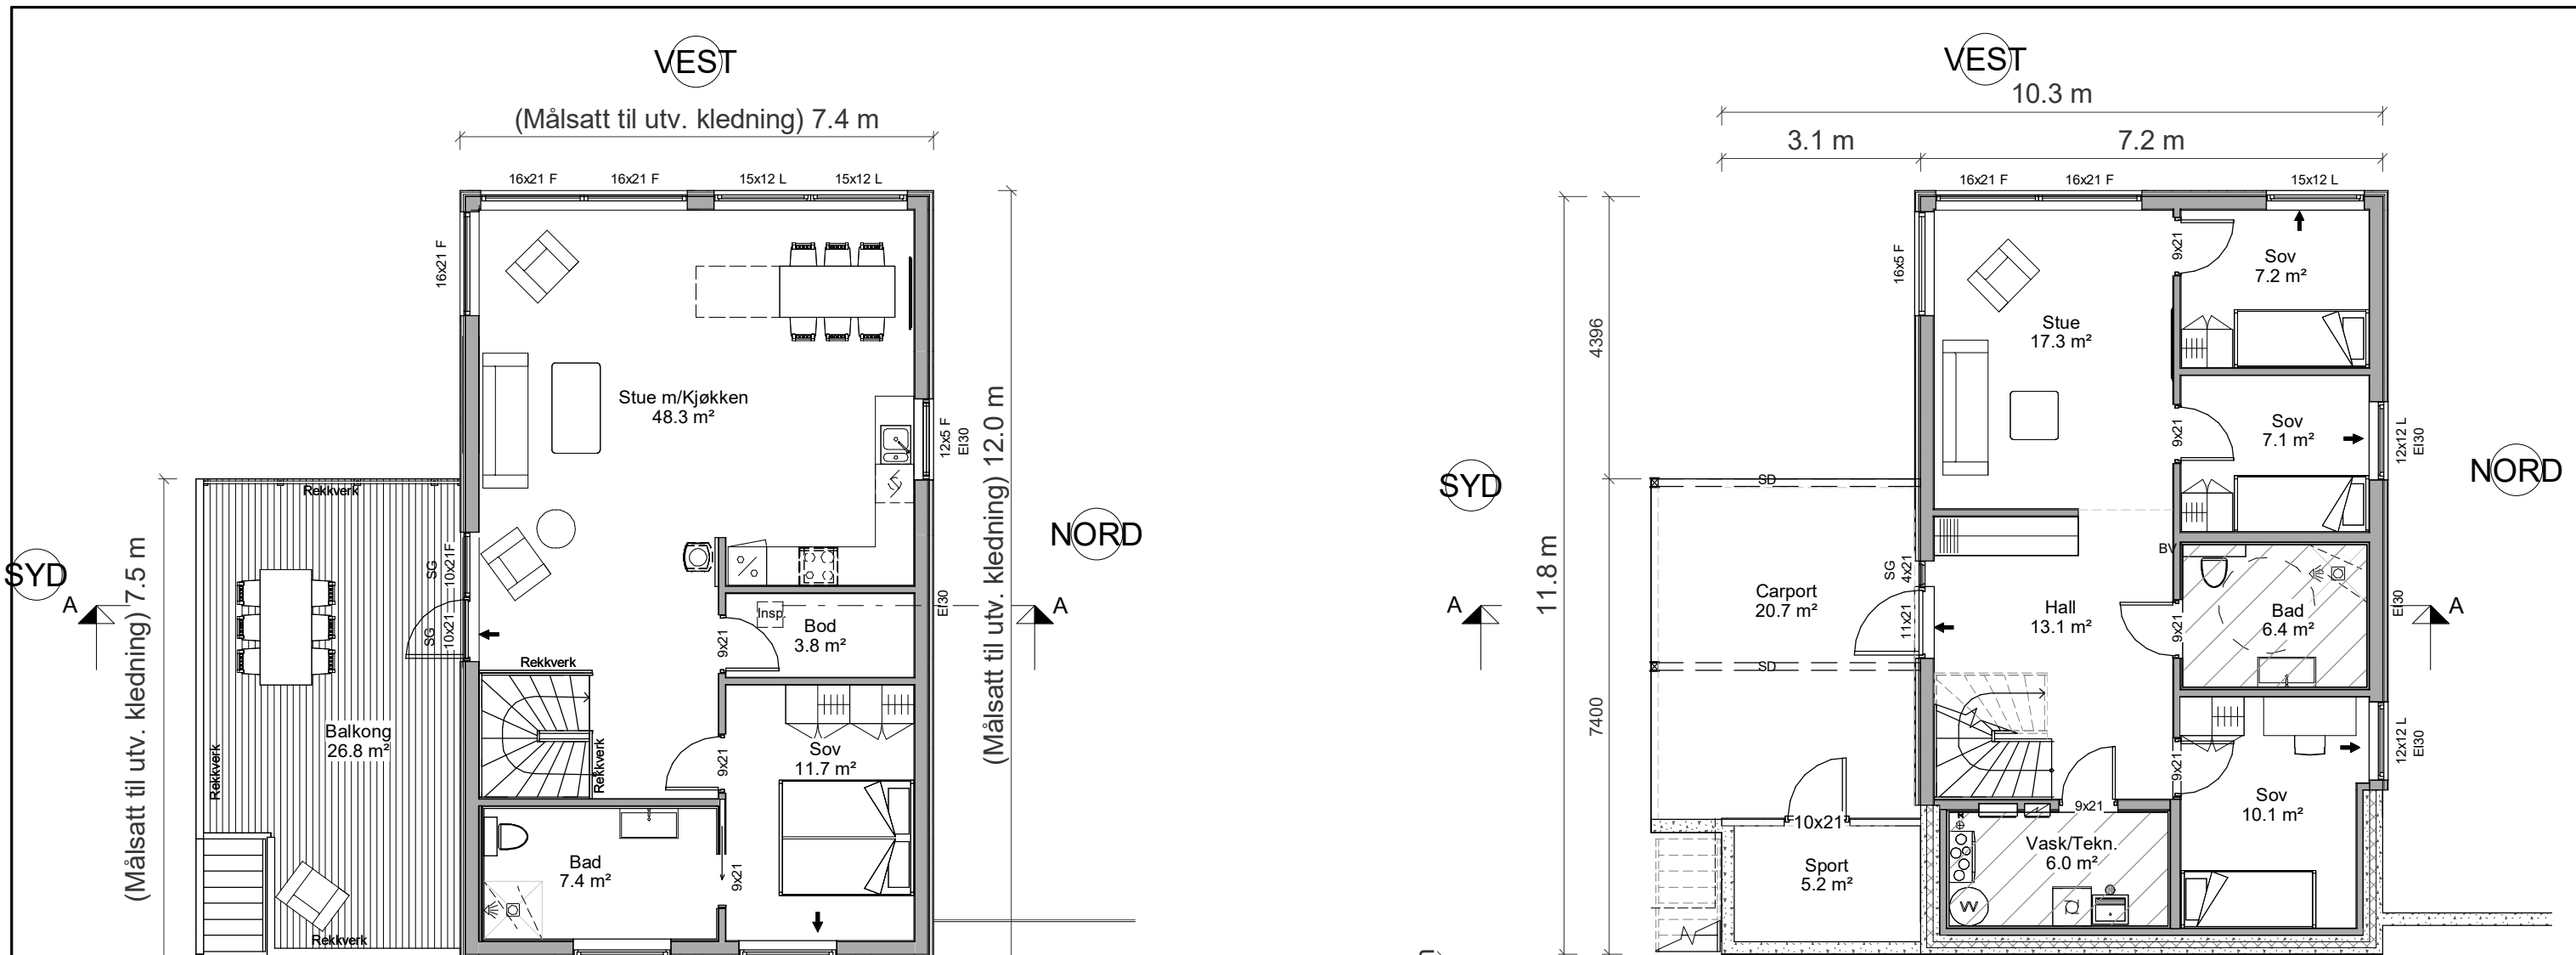 VEST
(Målsatt til utv. kledning) 7.4 m
16x21 F
16x21 F
15x12 L
15x12 L
16x21 F
Stue m/Kjøkken
48.3 m²
12x5 F
EI30
(Målsatt til utv. kledning) 12.0 m
NORD
Rekkverk
SYD
A
(Målsatt til utv. kledning) 7.5 m
SG
10x21F
SG
10x21
EI30
A
Insp.
Bod
3.8 m²
9x21
Rekkverk
Rekkverk
Balkong
26.8 m²
Rekkverk
9x21
Sov
11.7 m²
Bad
7.4 m²
9x21
Rekkverk
VEST
10.3 m
3.1 m
7.2 m
16x21 F
16x21 F
15x12 L
16x5 F
9x21
Sov
7.2 m²
Stue
17.3 m²
4396
9x21
Sov
7.1 m²
12x12 L
EI30
NORD
SYD
SD
11.8 m
BV
SG
4x21
A
Carport
20.7 m²
11x21
Hall
13.1 m²
9x21
Bad
6.4 m²
EI30
A
SD
7400
9x21
12x12 L
EI30
Sov
10.1 m²
9x21
10x21
Vask/Tekn.
6.0 m²
Sport
5.2 m²
W